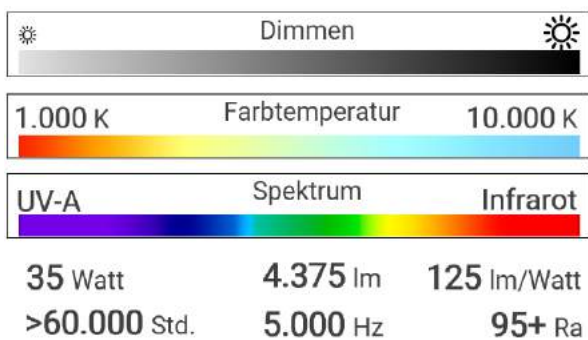 Dimmen
1.000 K Farbtemperatur 10.000 K
UV-A Spektrum Infrarot
35 Watt 4.375 lm 125 lm/Watt
>60.000 Std. 5.000 Hz 95+ Ra